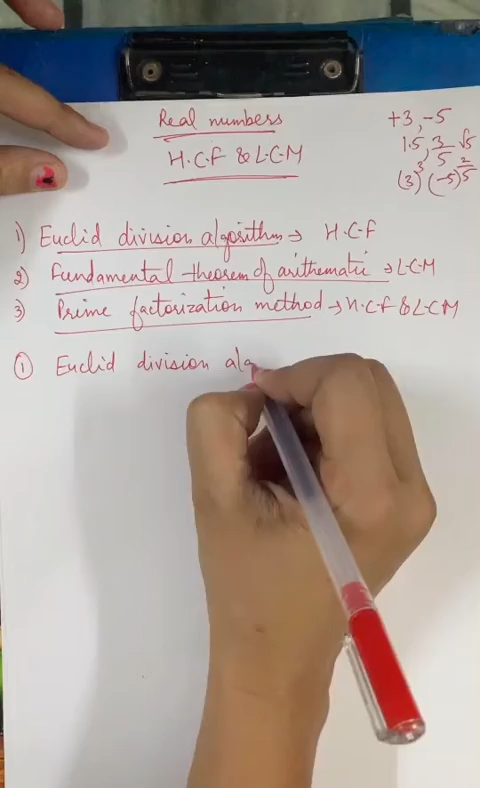 Real numbers
H.C.F & L.C.M
+3, -5
1.5, 3/5 √5
(3)³ (-5)^2/5
1) Euclid division algorithm → H.C.F
2) Fundamental theorem of arithematic → L.C.M
3) Prime factorization method → H.C.F & L.C.M
① Euclid division alg